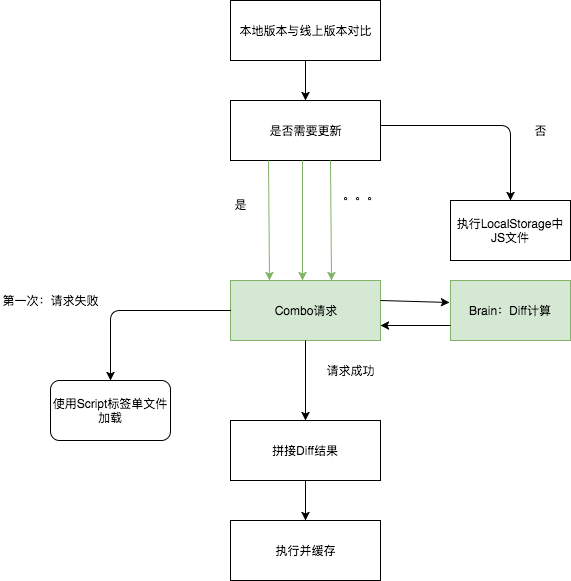 本地版本与线上版本对比
是否需要更新
否
是
。。。
执行LocalStorage中
JS文件
第一次：请求失败
Combo请求
Brain：Diff计算
请求成功
使用Script标签单文件
加载
拼接Diff结果
执行并缓存